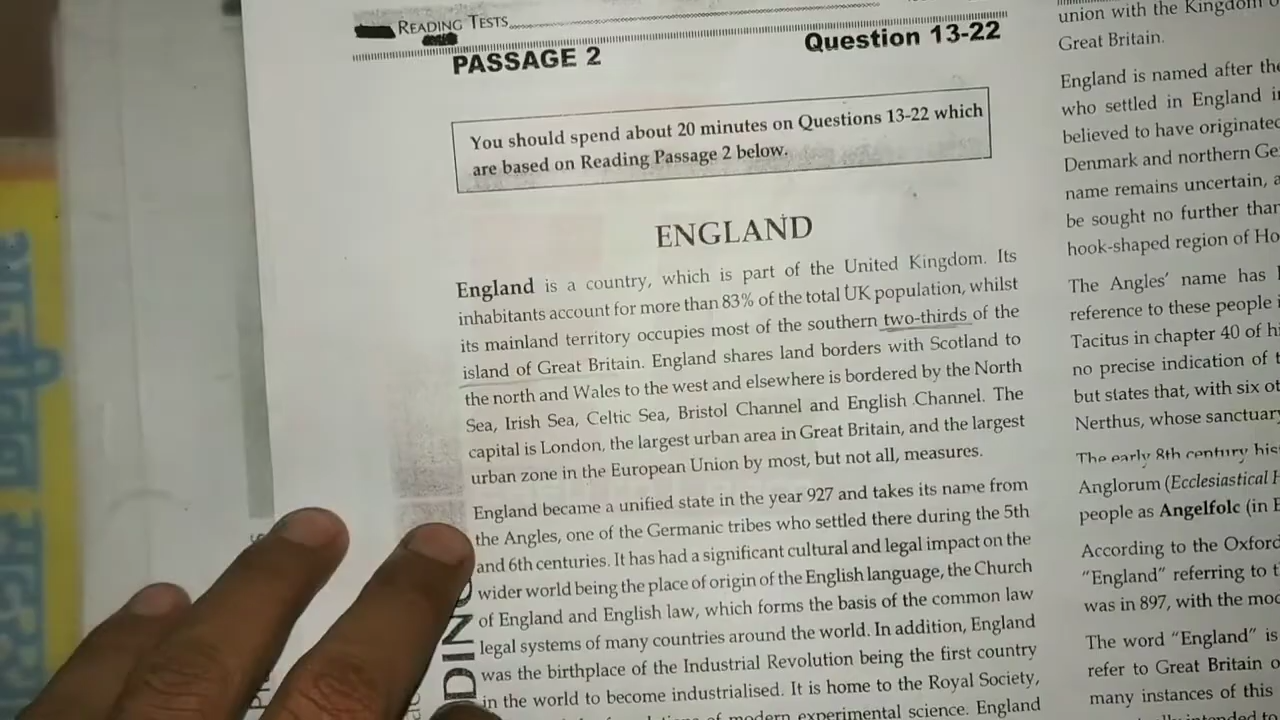 READING TESTS
PASSAGE 2
Question 13-22
You should spend about 20 minutes on Questions 13-22 which
are based on Reading Passage 2 below.
ENGLAND
England is a country, which is part of the United Kingdom. Its
inhabitants account for more than 83% of the total UK population, whilst
its mainland territory occupies most of the southern two-thirds of the
island of Great Britain. England shares land borders with Scotland to
the north and Wales to the west and elsewhere is bordered by the North
Sea, Irish Sea, Celtic Sea, Bristol Channel and English Channel. The
capital is London, the largest urban area in Great Britain, and the largest
urban zone in the European Union by most, but not all, measures.
England became a unified state in the year 927 and takes its name from
the Angles, one of the Germanic tribes who settled there during the 5th
and 6th centuries. It has had a significant cultural and legal impact on the
wider world being the place of origin of the English language, the Church
of England and English law, which forms the basis of the common law
legal systems of many countries around the world. In addition, England
was the birthplace of the Industrial Revolution being the first country
in the world to become industrialised. It is home to the Royal Society,
of modern experimental science. England
union with the Kingdom
Great Britain.
England is named after the
who settled in England
believed to have originated
Denmark and northern
name remains uncertain,
be sought no further than
hook-shaped region of
The Angles' name has
reference to these people
Tacitus in chapter 40 of
no precise indication of
but states that, with six
Nerthus, whose sanctuary
The early 8th century
Anglorum (Ecclesiastical
people as Angelfolc (in
According to the Oxford
"England" referring to
was in 897, with the
The word "England" is
refer to Great Britain
many instances of this
intended to